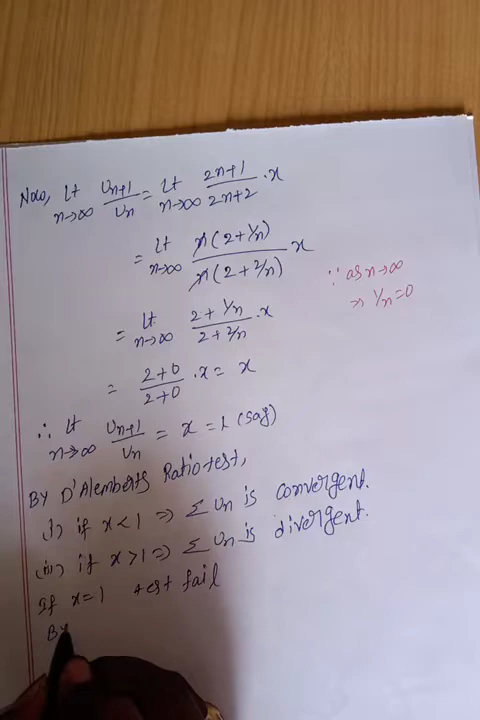 Now, Lt n→∞ Un+1/Un = Lt n→∞ 2n+1/2n+2 .x
= Lt n→∞ n(2+1/n)/n(2+2/n) x
∵ as n→∞
⇒ 1/n=0
= Lt n→∞ 2+1/n/2+2/n .x
= 2+0/2+0 .x = x
∴ Lt n→∞ Un+1/Un = x = l (say)
BY D'Alemberts Ratio test,
(i) if x<1 ⇒ Σ Un is convergent.
(ii) if x>1 ⇒ Σ Un is divergent.
If x=1 test fail
By